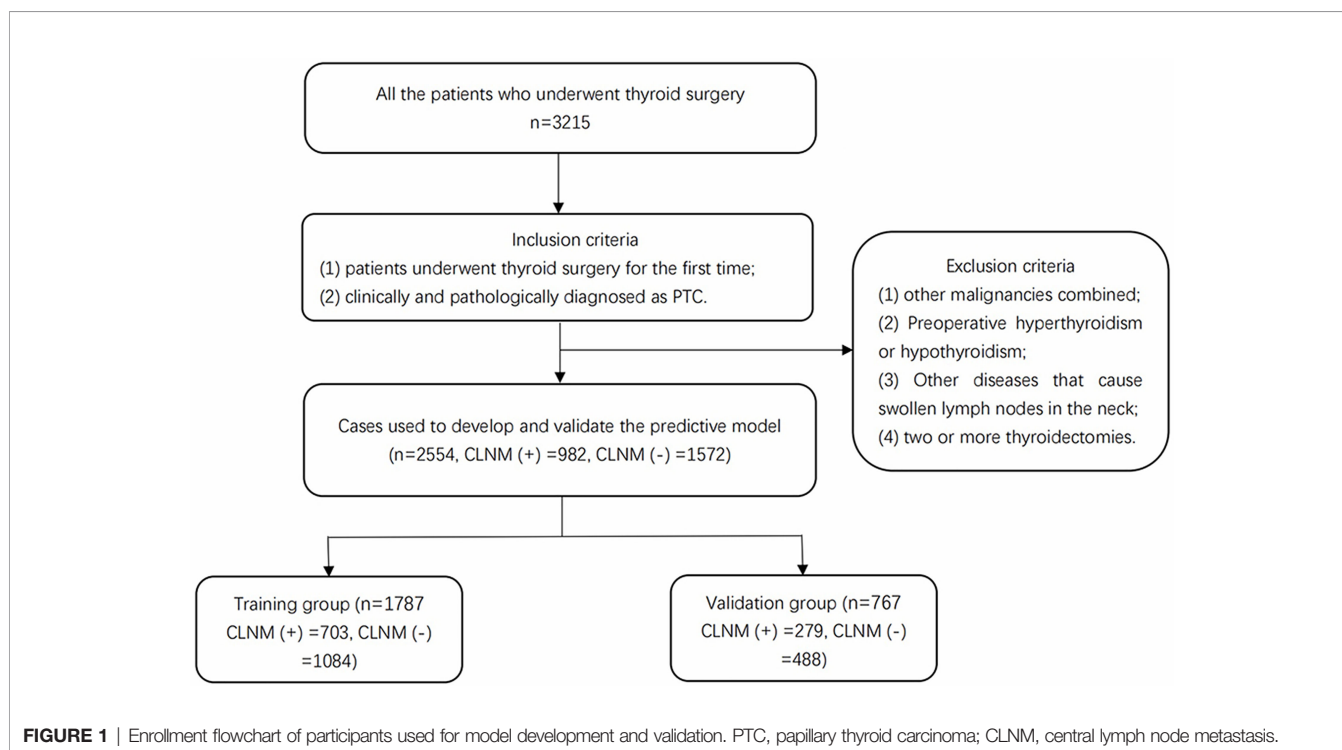 All the patients who underwent thyroid surgery
n=3215
Inclusion criteria
(1) patients underwent thyroid surgery for the first time;
(2) clinically and pathologically diagnosed as PTC.
Exclusion criteria
(1) other malignancies combined;
(2) Preoperative hyperthyroidism
or hypothyroidism;
(3) Other diseases that cause
swollen lymph nodes in the neck;
(4) two or more thyroidectomies.
Cases used to develop and validate the predictive model
(n=2554, CLNM (+) =982, CLNM (-) =1572)
Training group (n=1787
CLNM (+) =703, CLNM (-)
=1084)
Validation group (n=767
CLNM (+) =279, CLNM (-)
=488)
FIGURE 1 | Enrollment flowchart of participants used for model development and validation. PTC, papillary thyroid carcinoma; CLNM, central lymph node metastasis.